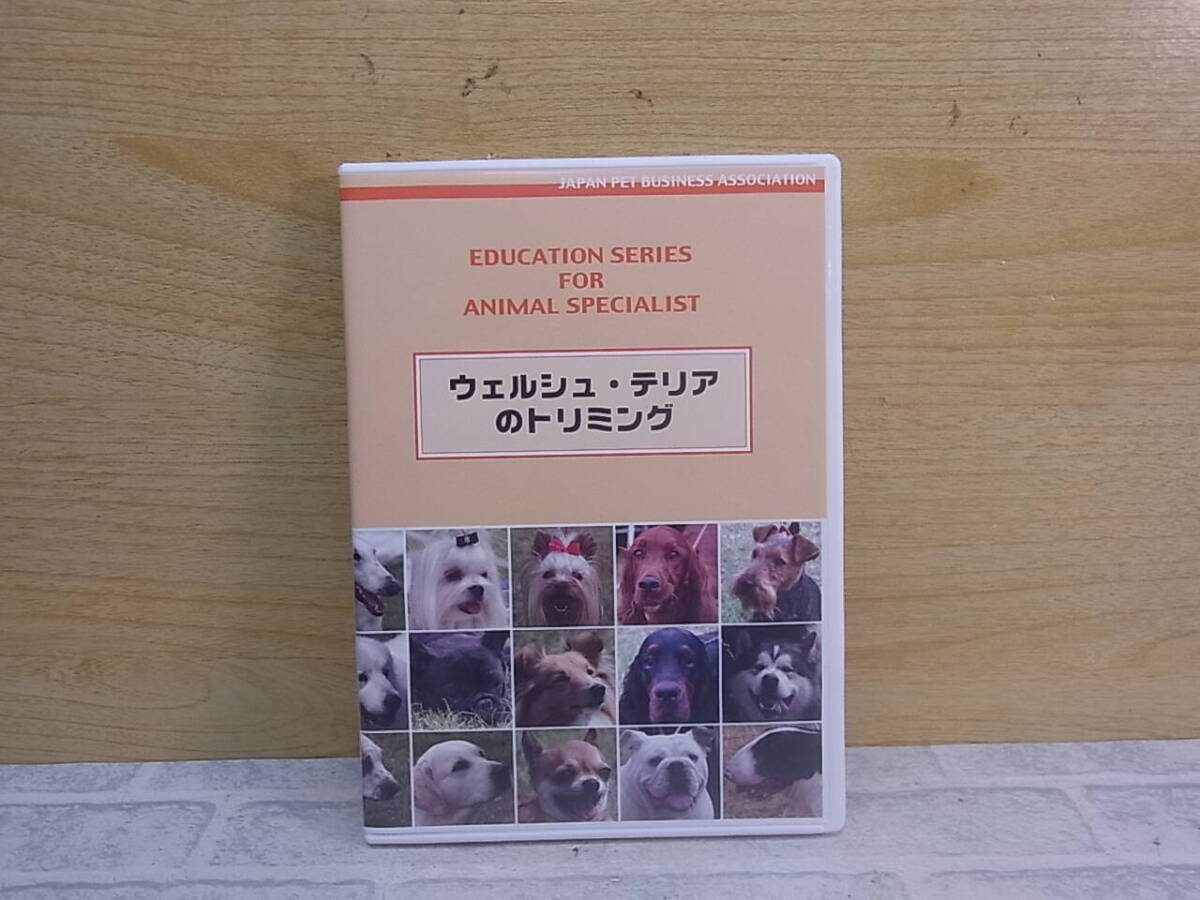 JAPAN PET BUSINESS ASSOCIATION
EDUCATION SERIES
FOR
ANIMAL SPECIALIST
ウェルシュ・テリア
のトリミング